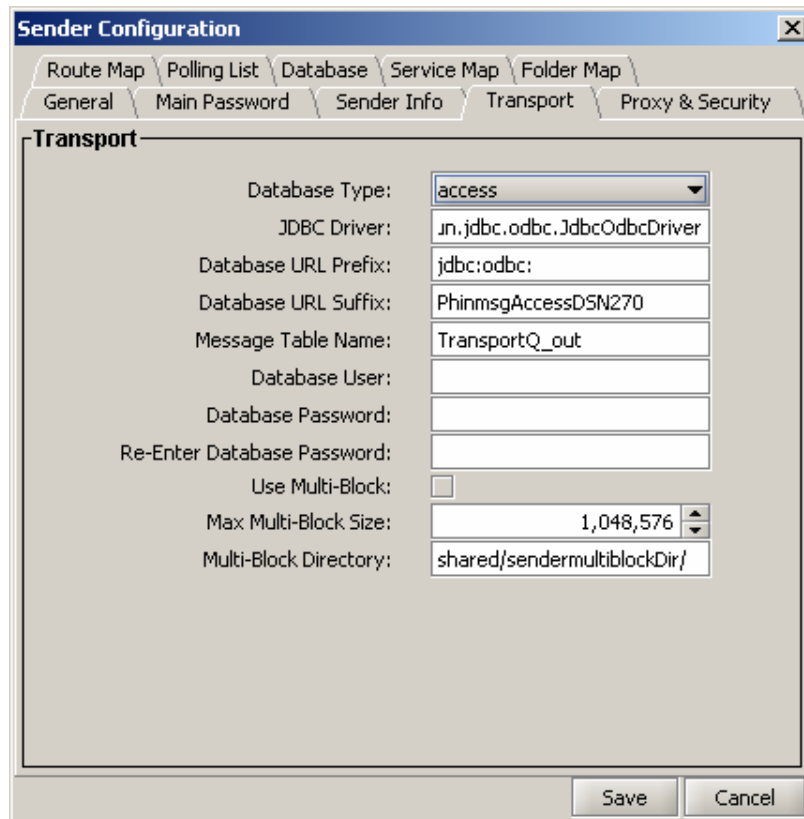 Sender Configuration
Route Map Polling List Database Service Map Folder Map
General Main Password Sender Info Transport Proxy & Security
Transport
Database Type: access
JDBC Driver: un.jdbc.odbc.JdbcOdbcDriver
Database URL Prefix: jdbc:odbc:
Database URL Suffix: PhinmsgAccessDSN270
Message Table Name: TransportQ_out
Database User:
Database Password:
Re-Enter Database Password:
Use Multi-Block:
Max Multi-Block Size: 1,048,576
Multi-Block Directory: shared/sendermultiblockDir/
Save Cancel